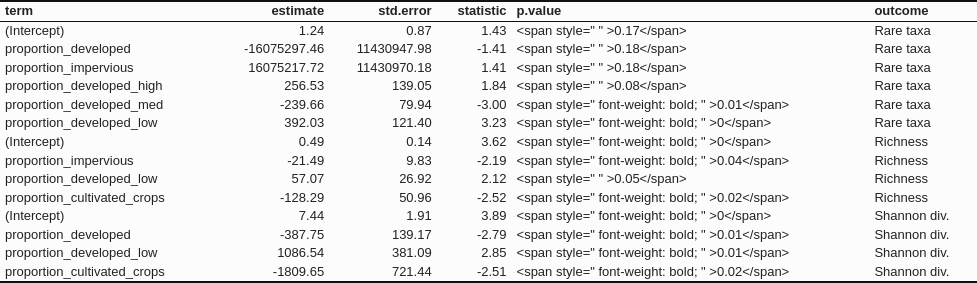 term estimate std.error statistic p.value outcome
(Intercept) 1.24 0.87 1.43 <span style=" " >0.17</span> Rare taxa
proportion_developed -16075297.46 11430947.98 -1.41 <span style=" " >0.18</span> Rare taxa
proportion_impervious 16075217.72 11430970.18 1.41 <span style=" " >0.18</span> Rare taxa
proportion_developed_high 256.53 139.05 1.84 <span style=" " >0.08</span> Rare taxa
proportion_developed_med -239.66 79.94 -3.00 <span style=" font-weight: bold; " >0.01</span> Rare taxa
proportion_developed_low 392.03 121.40 3.23 <span style=" font-weight: bold; " >0</span> Rare taxa
(Intercept) 0.49 0.14 3.62 <span style=" font-weight: bold; " >0</span> Richness
proportion_impervious -21.49 9.83 -2.19 <span style=" font-weight: bold; " >0.04</span> Richness
proportion_developed_low 57.07 26.92 2.12 <span style=" " >0.05</span> Richness
proportion_cultivated_crops -128.29 50.96 -2.52 <span style=" font-weight: bold; " >0.02</span> Richness
(Intercept) 7.44 1.91 3.89 <span style=" font-weight: bold; " >0</span> Shannon div.
proportion_developed -387.75 139.17 -2.79 <span style=" font-weight: bold; " >0.01</span> Shannon div.
proportion_developed_low 1086.54 381.09 2.85 <span style=" font-weight: bold; " >0.01</span> Shannon div.
proportion_cultivated_crops -1809.65 721.44 -2.51 <span style=" font-weight: bold; " >0.02</span> Shannon div.